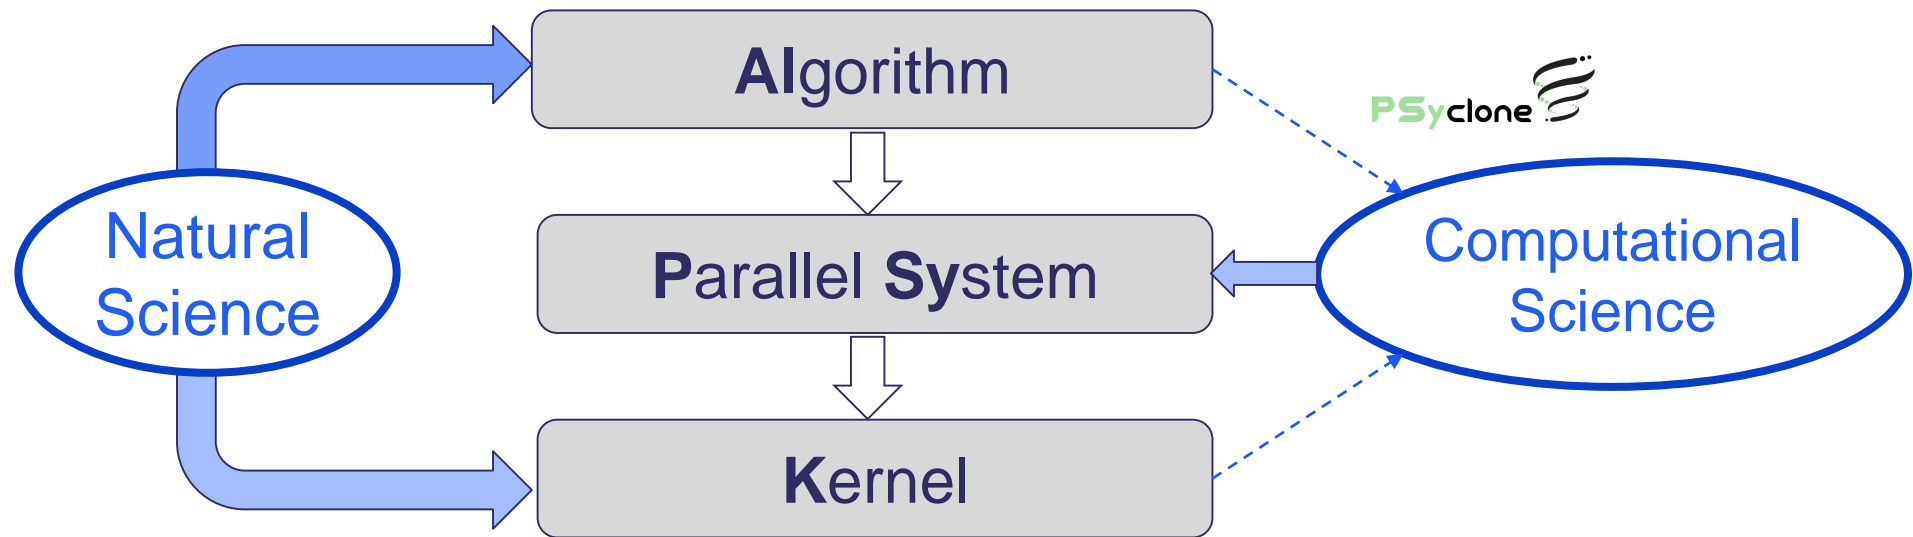 Algorithm
PSyclone
Natural
Science
Parallel System
Computational
Science
Kernel